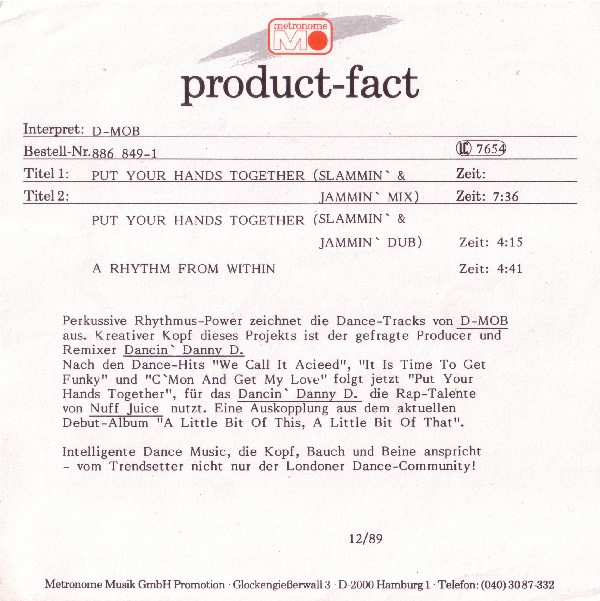 metronome
product-fact
Interpret: D-MOB
Bestell-Nr. 886 849-1 LC 7654
Titel 1: PUT YOUR HANDS TOGETHER (SLAMMIN` & Zeit:
Titel 2: JAMMIN` MIX) Zeit: 7:36
PUT YOUR HANDS TOGETHER (SLAMMIN` &
JAMMIN` DUB) Zeit: 4:15
A RHYTHM FROM WITHIN Zeit: 4:41
Perkussive Rhythmus-Power zeichnet die Dance-Tracks von D-MOB
aus. Kreativer Kopf dieses Projekts ist der gefragte Producer und
Remixer Dancin` Danny D.
Nach den Dance-Hits "We Call It Acieed", "It Is Time To Get
Funky" und "C`Mon And Get My Love" folgt jetzt "Put Your
Hands Together", für das Dancin` Danny D. die Rap-Talente
von Nuff Juice nutzt. Eine Auskopplung aus dem aktuellen
Debut-Album "A Little Bit Of This, A Little Bit Of That".
Intelligente Dance Music, die Kopf, Bauch und Beine anspricht
- vom Trendsetter nicht nur der Londoner Dance-Community!
12/89
Metronome Musik GmbH Promotion · Glockengießerwall 3 · D-2000 Hamburg 1 · Telefon: (040) 30 87-332